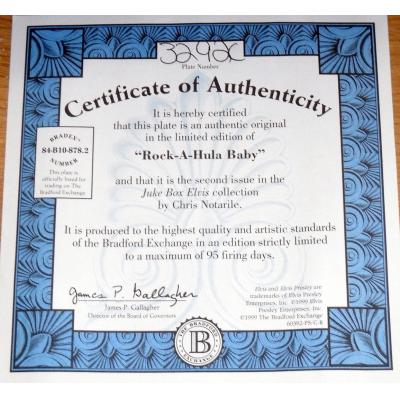 3242C
Plate Number
Certificate of Authenticity
It is hereby certified
that this plate is an authentic original
in the limited edition of
"Rock-A-Hula Baby"
and that it is the second issue in the
Juke Box Elvis collection
by Chris Notarile.
BRADEX
84-B10-878.2
NUMBER
This plate is
officially listed for
trading on The
Bradford Exchange
It is produced to the highest quality and artistic standards
of the Bradford Exchange in an edition strictly limited
to a maximum of 95 firing days.
James P. Gallagher
James P. Gallagher
Director of the Board of Governors
Elvis and Elvis Presley are
trademarks of Elvis Presley
Enterprises, Inc. ©1999 Elvis
Presley Enterprises, Inc.
©1999 The Bradford Exchange
60392-PS-C-R
THE BRADFORD
B
EXCHANGE